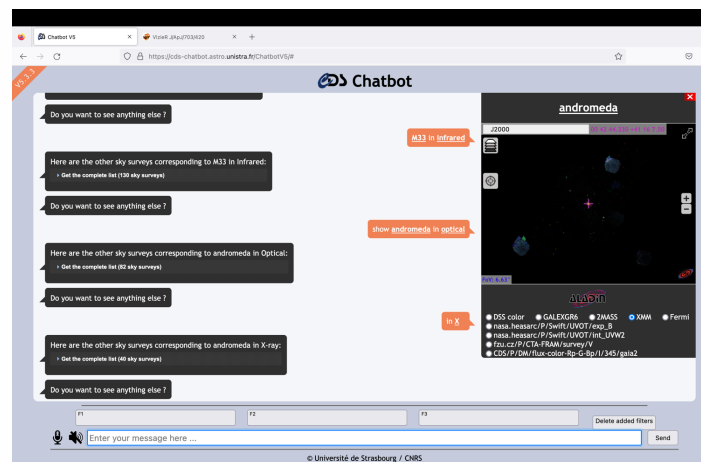 Chatbot V5
VizieR J/ApJ/703/420
https://cds-chatbot.astro.unistra.fr/ChatbotV5/#
V5.3.3
CDS Chatbot
Do you want to see anything else ?
M33 in infrared
Here are the other sky surveys corresponding to M33 in Infrared:
› Get the complete list (130 sky surveys)
Do you want to see anything else ?
show andromeda in optical
Here are the other sky surveys corresponding to andromeda in Optical:
› Get the complete list (82 sky surveys)
Do you want to see anything else ?
in X
Here are the other sky surveys corresponding to andromeda in X-ray:
› Get the complete list (40 sky surveys)
Do you want to see anything else ?
andromeda
J2000
FoV: 6.63°
ALADIN
DSS color GALEXGR6 2MASS XMM Fermi
nasa.heasarc/P/Swift/UVOT/exp_B
nasa.heasarc/P/Swift/UVOT/int_UVW2
fzu.cz/P/CTA-FRAM/survey/V
CDS/P/DM/flux-color-Rp-G-Bp/I/345/gaia2
F1 F2 F3
Delete added filters
Enter your message here ...
Send
© Université de Strasbourg / CNRS